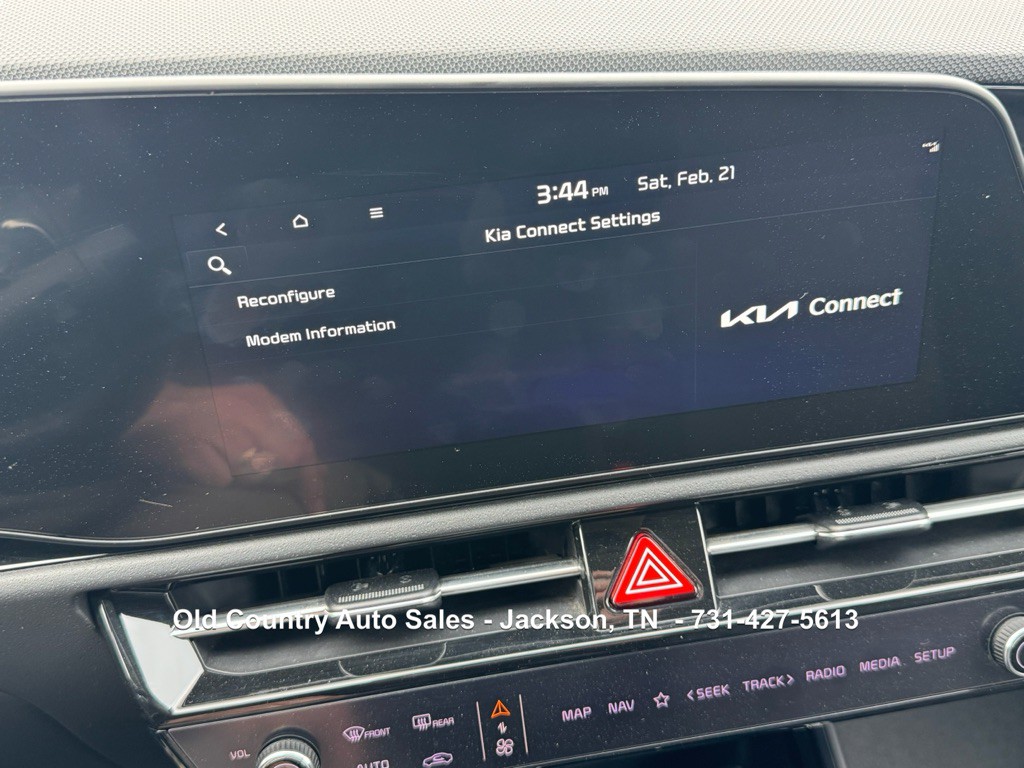 3:44 PM Sat, Feb. 21
Kia Connect Settings
Reconfigure
Modem Information
KIA Connect
Old Country Auto Sales - Jackson, TN - 731-427-5613
VOL FRONT REAR MAP NAV <SEEK TRACK> RADIO MEDIA SETUP
AUTO